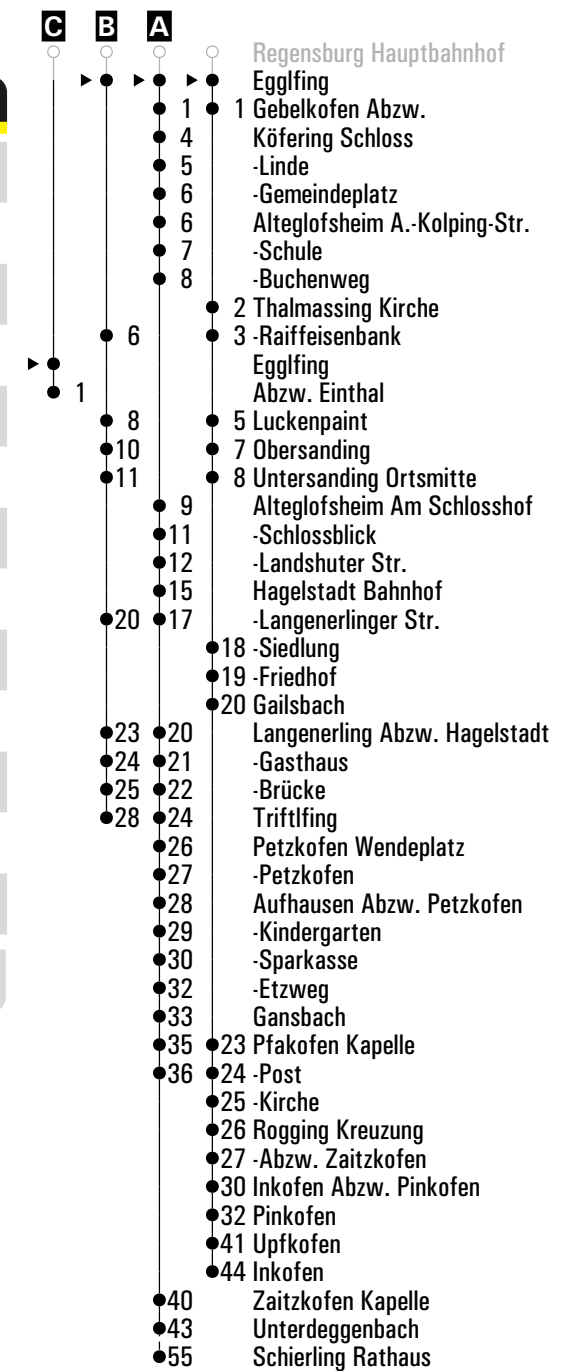 C B A
Regensburg Hauptbahnhof
Egglfing
1 1 Gebelkofen Abzw.
4 Köfering Schloss
5 -Linde
6 -Gemeindeplatz
6 Alteglofsheim A.-Kolping-Str.
7 -Schule
8 -Buchenweg
2 Thalmassing Kirche
6 3 -Raiffeisenbank
Egglfing
1 Abzw. Einthal
8 5 Luckenpaint
10 7 Obersanding
11 8 Untersanding Ortsmitte
9 Alteglofsheim Am Schlosshof
11 -Schlossblick
12 -Landshuter Str.
15 Hagelstadt Bahnhof
20 17 -Langenerlinger Str.
18 -Siedlung
19 -Friedhof
20 Gailsbach
23 20 Langenerling Abzw. Hagelstadt
24 21 -Gasthaus
25 22 -Brücke
28 24 Triftlfing
26 Petzkofen Wendeplatz
27 -Petzkofen
28 Aufhausen Abzw. Petzkofen
29 -Kindergarten
30 -Sparkasse
32 -Etzweg
33 Gansbach
35 23 Pfakofen Kapelle
36 24 -Post
25 -Kirche
26 Rogging Kreuzung
27 -Abzw. Zaitzkofen
30 Inkofen Abzw. Pinkofen
32 Pinkofen
41 Upfkofen
44 Inkofen
40 Zaitzkofen Kapelle
43 Unterdeggenbach
55 Schierling Rathaus